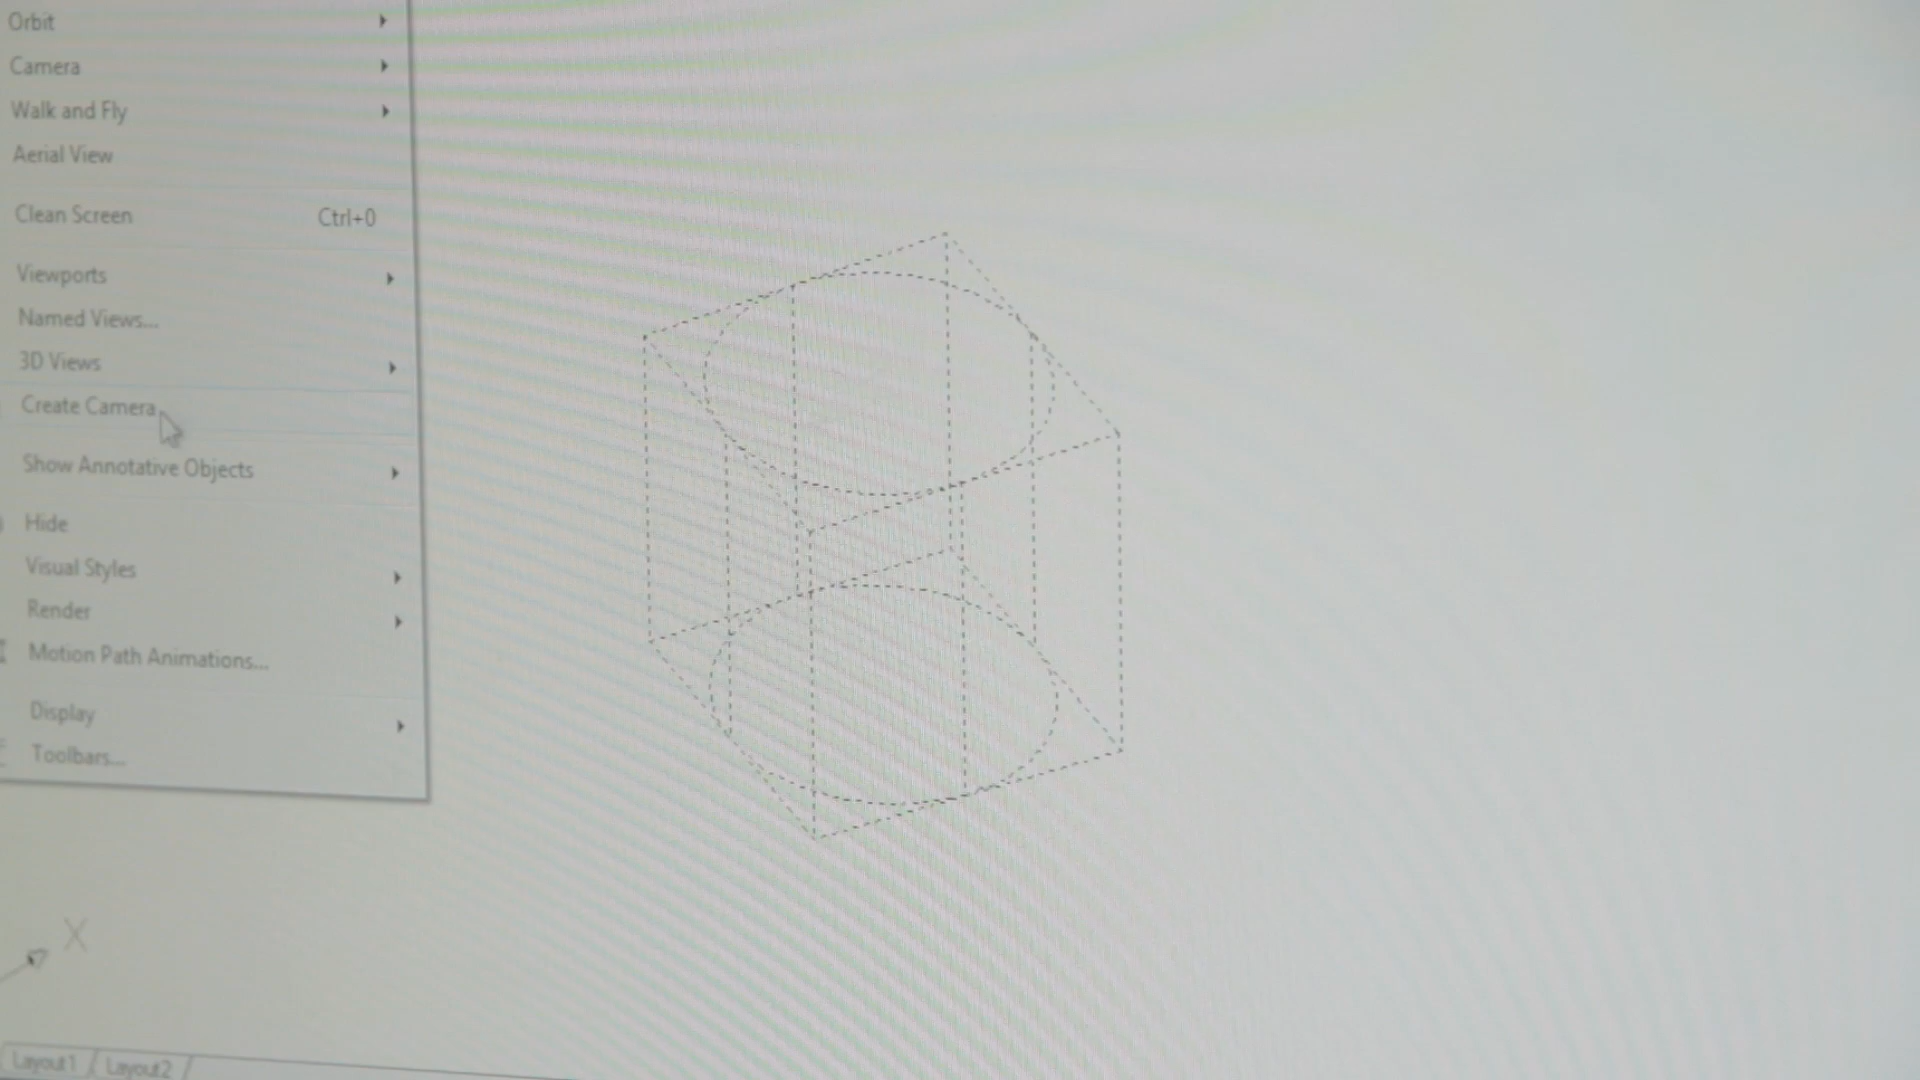 Orbit
Camera
Walk and Fly
Aerial View
Clean Screen Ctrl+0
Viewports
Named Views...
3D Views
Create Camera
Show Annotative Objects
Hide
Visual Styles
Render
Motion Path Animations...
Display
Toolbars...
X
Layout1 Layout2